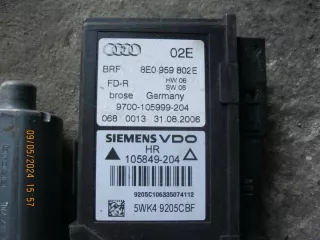 02E
BRF 8E0 959 802E
FD-R HW 06
SW 06
brose Germany
9700-105999-204
068 0013 31.08.2006
SIEMENS VDO
HR
105849-204
9205C106335074112
5WK4 9205CBF
09/05/2024 15:57